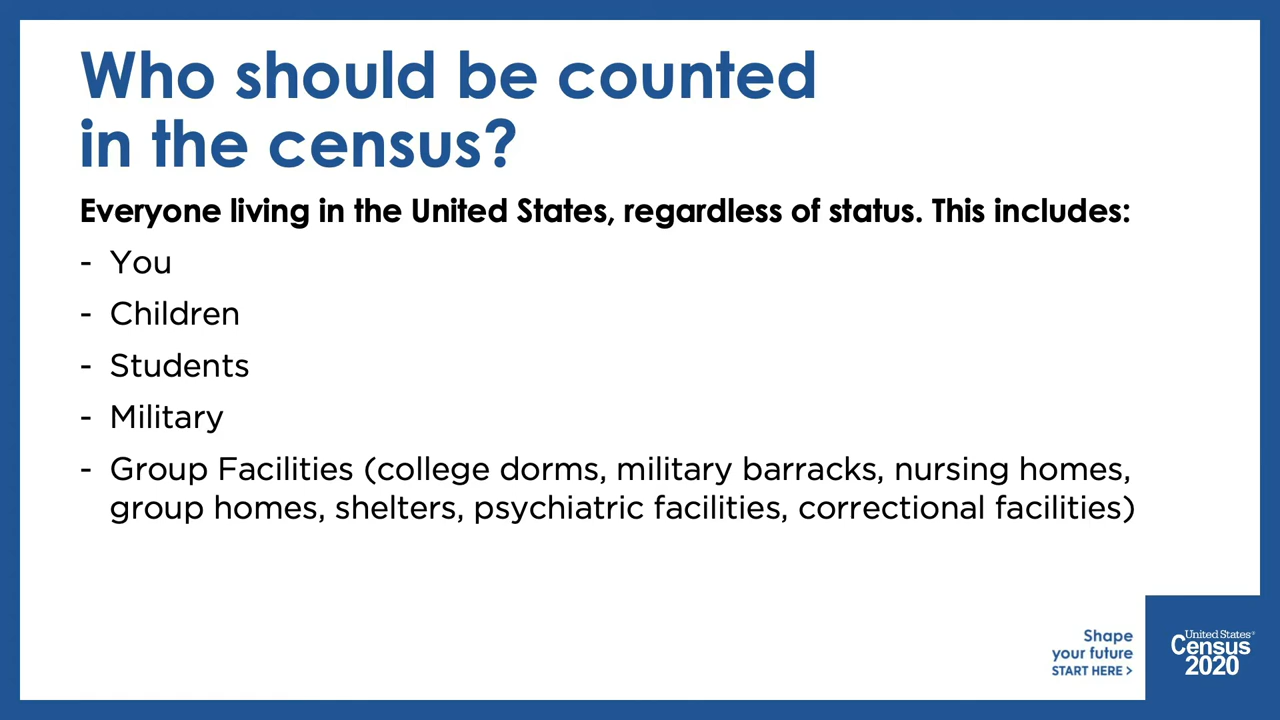 Who should be counted
in the census?
Everyone living in the United States, regardless of status. This includes:
- You
- Children
- Students
- Military
- Group Facilities (college dorms, military barracks, nursing homes,
group homes, shelters, psychiatric facilities, correctional facilities)
Shape
your future
START HERE >
United States®
Census
2020